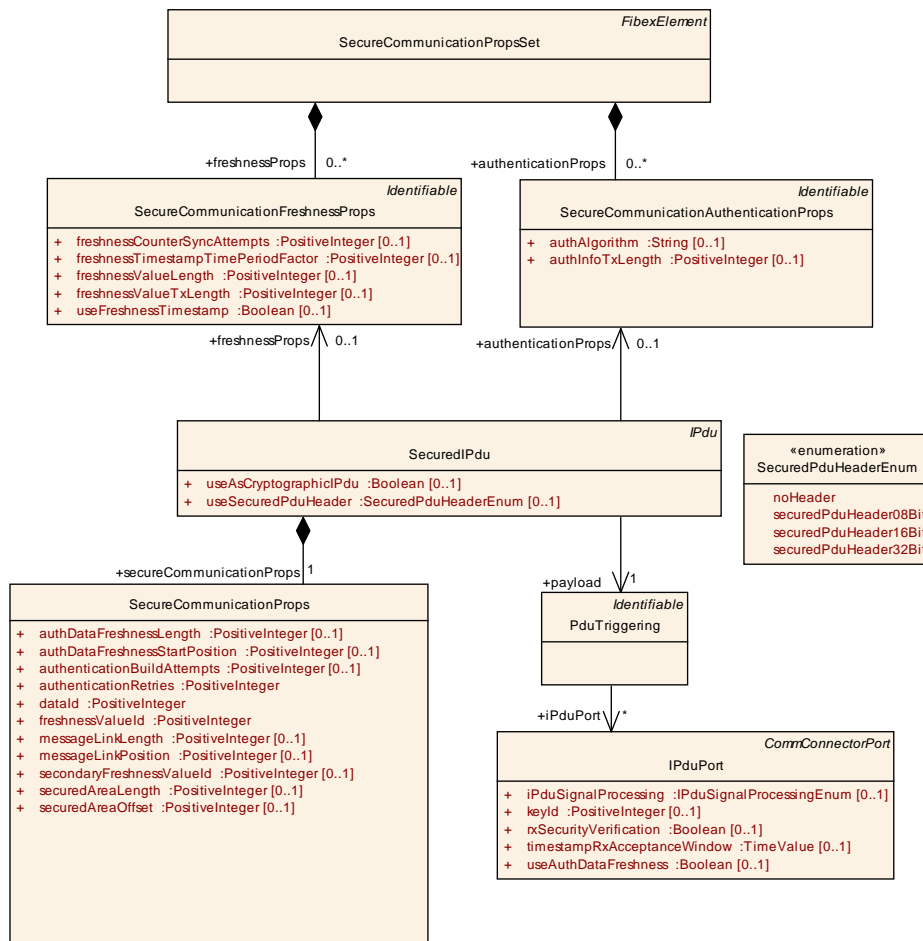 FibexElement
SecureCommunicationPropsSet
+freshnessProps 0..*
+authenticationProps 0..*
Identifiable
SecureCommunicationFreshnessProps
+ freshnessCounterSyncAttempts :PositiveInteger [0..1]
+ freshnessTimestampTimePeriodFactor :PositiveInteger [0..1]
+ freshnessValueLength :PositiveInteger [0..1]
+ freshnessValueTxLength :PositiveInteger [0..1]
+ useFreshnessTimestamp :Boolean [0..1]
Identifiable
SecureCommunicationAuthenticationProps
+ authAlgorithm :String [0..1]
+ authInfoTxLength :PositiveInteger [0..1]
+freshnessProps 0..1
+authenticationProps 0..1
IPdu
SecuredIPdu
+ useAsCryptographicIPdu :Boolean [0..1]
+ useSecuredPduHeader :SecuredPduHeaderEnum [0..1]
«enumeration»
SecuredPduHeaderEnum
noHeader
securedPduHeader08Bit
securedPduHeader16Bit
securedPduHeader32Bit
+secureCommunicationProps 1
+payload 1
SecureCommunicationProps
+ authDataFreshnessLength :PositiveInteger [0..1]
+ authDataFreshnessStartPosition :PositiveInteger [0..1]
+ authenticationBuildAttempts :PositiveInteger [0..1]
+ authenticationRetries :PositiveInteger
+ dataId :PositiveInteger
+ freshnessValueId :PositiveInteger
+ messageLinkLength :PositiveInteger [0..1]
+ messageLinkPosition :PositiveInteger [0..1]
+ secondaryFreshnessValueId :PositiveInteger [0..1]
+ securedAreaLength :PositiveInteger [0..1]
+ securedAreaOffset :PositiveInteger [0..1]
Identifiable
PduTriggering
+iPduPort *
CommConnectorPort
IPduPort
+ iPduSignalProcessing :IPduSignalProcessingEnum [0..1]
+ keyId :PositiveInteger [0..1]
+ rxSecurityVerification :Boolean [0..1]
+ timestampRxAcceptanceWindow :TimeValue [0..1]
+ useAuthDataFreshness :Boolean [0..1]